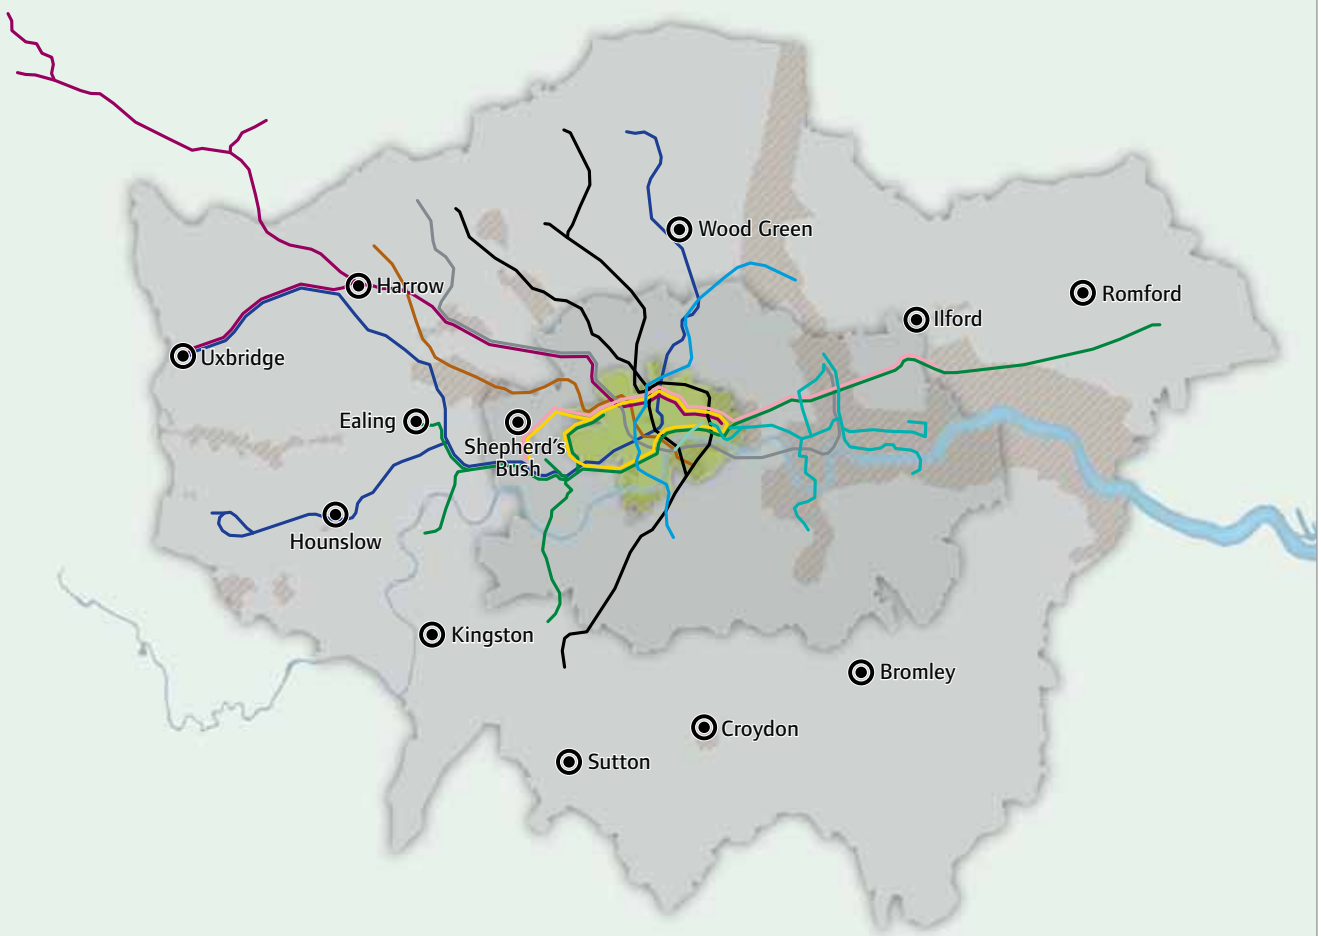 Wood Green
Harrow
Romford
Ilford
Uxbridge
Ealing
Shepherd's
Bush
Hounslow
Kingston
Bromley
Croydon
Sutton